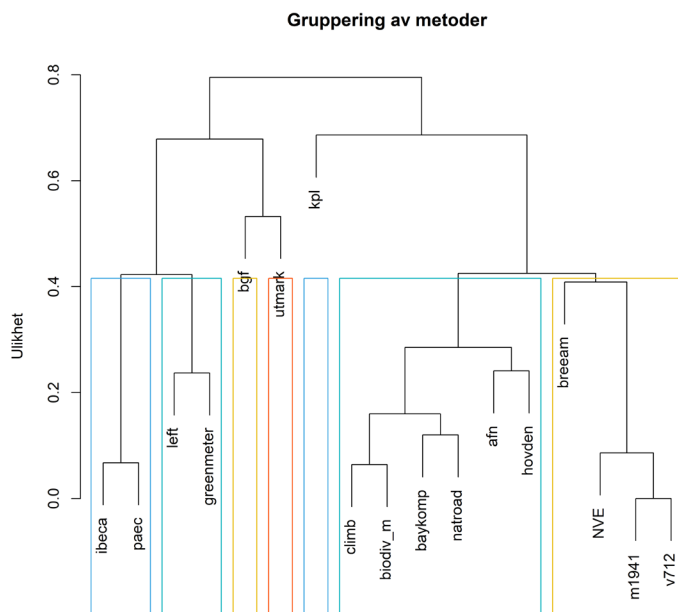 Gruppering av metoder
Ulikhet
0.8
0.6
0.4
0.2
0.0
ibeca
paec
left
greenmeter
bgf
utmark
kpl
climb
biodiv_m
baykomp
natroad
afn
hovden
breeam
NVE
m1941
v712